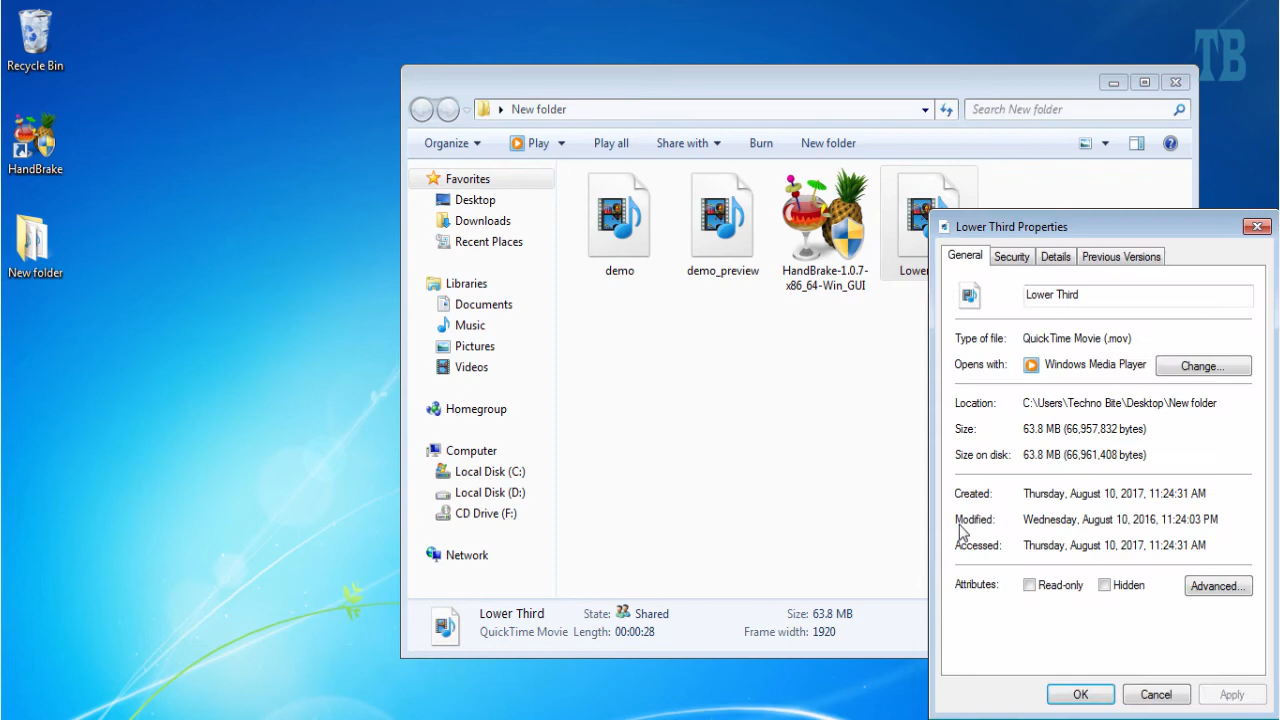 Recycle Bin
HandBrake
New folder
TB
New folder
Search New folder
Organize
Play
Play all
Share with
Burn
New folder
Favorites
Desktop
Downloads
Recent Places
Libraries
Documents
Music
Pictures
Videos
Homegroup
Computer
Local Disk (C:)
Local Disk (D:)
CD Drive (F:)
Network
demo
demo_preview
HandBrake-1.0.7-
x86_64-Win_GUI
Lower
Lower Third
State: Shared
Size: 63.8 MB
QuickTime Movie
Length: 00:00:28
Frame width: 1920
Lower Third Properties
General
Security
Details
Previous Versions
Lower Third
Type of file: QuickTime Movie (.mov)
Opens with: Windows Media Player
Change...
Location: C:\Users\Techno Bite\Desktop\New folder
Size: 63.8 MB (66,957,832 bytes)
Size on disk: 63.8 MB (66,961,408 bytes)
Created: Thursday, August 10, 2017, 11:24:31 AM
Modified: Wednesday, August 10, 2016, 11:24:03 PM
Accessed: Thursday, August 10, 2017, 11:24:31 AM
Attributes: Read-only Hidden
Advanced...
OK
Cancel
Apply